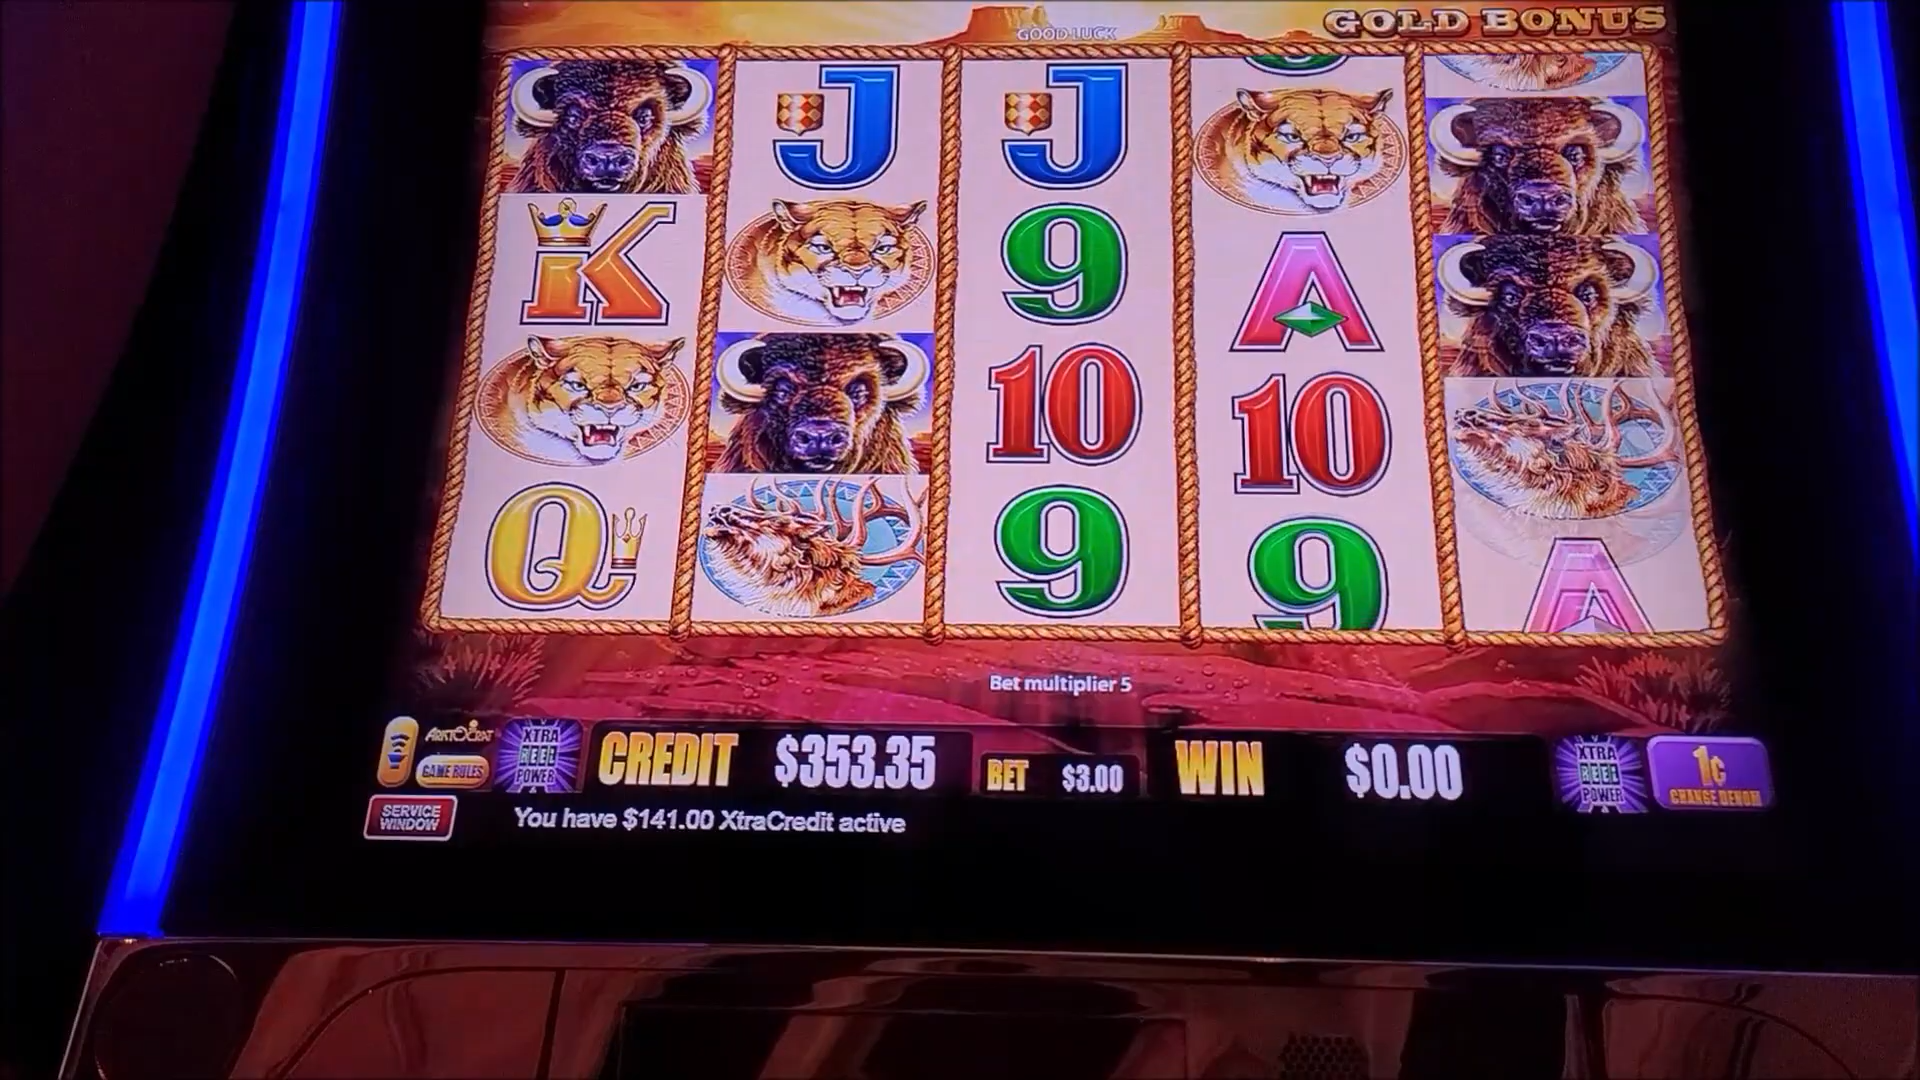 GOOD LUCK
GOLD BONUS
J
J
K
9
A
10
10
Q
9
9
A
Bet multiplier 5
ARISTOCRAT
GAME RULES
XTRA
REEL
POWER
CREDIT $353.35
BET $3.00
WIN $0.00
XTRA
REEL
POWER
1¢
CHANGE DENOM
SERVICE
WINDOW
You have $141.00 XtraCredit active